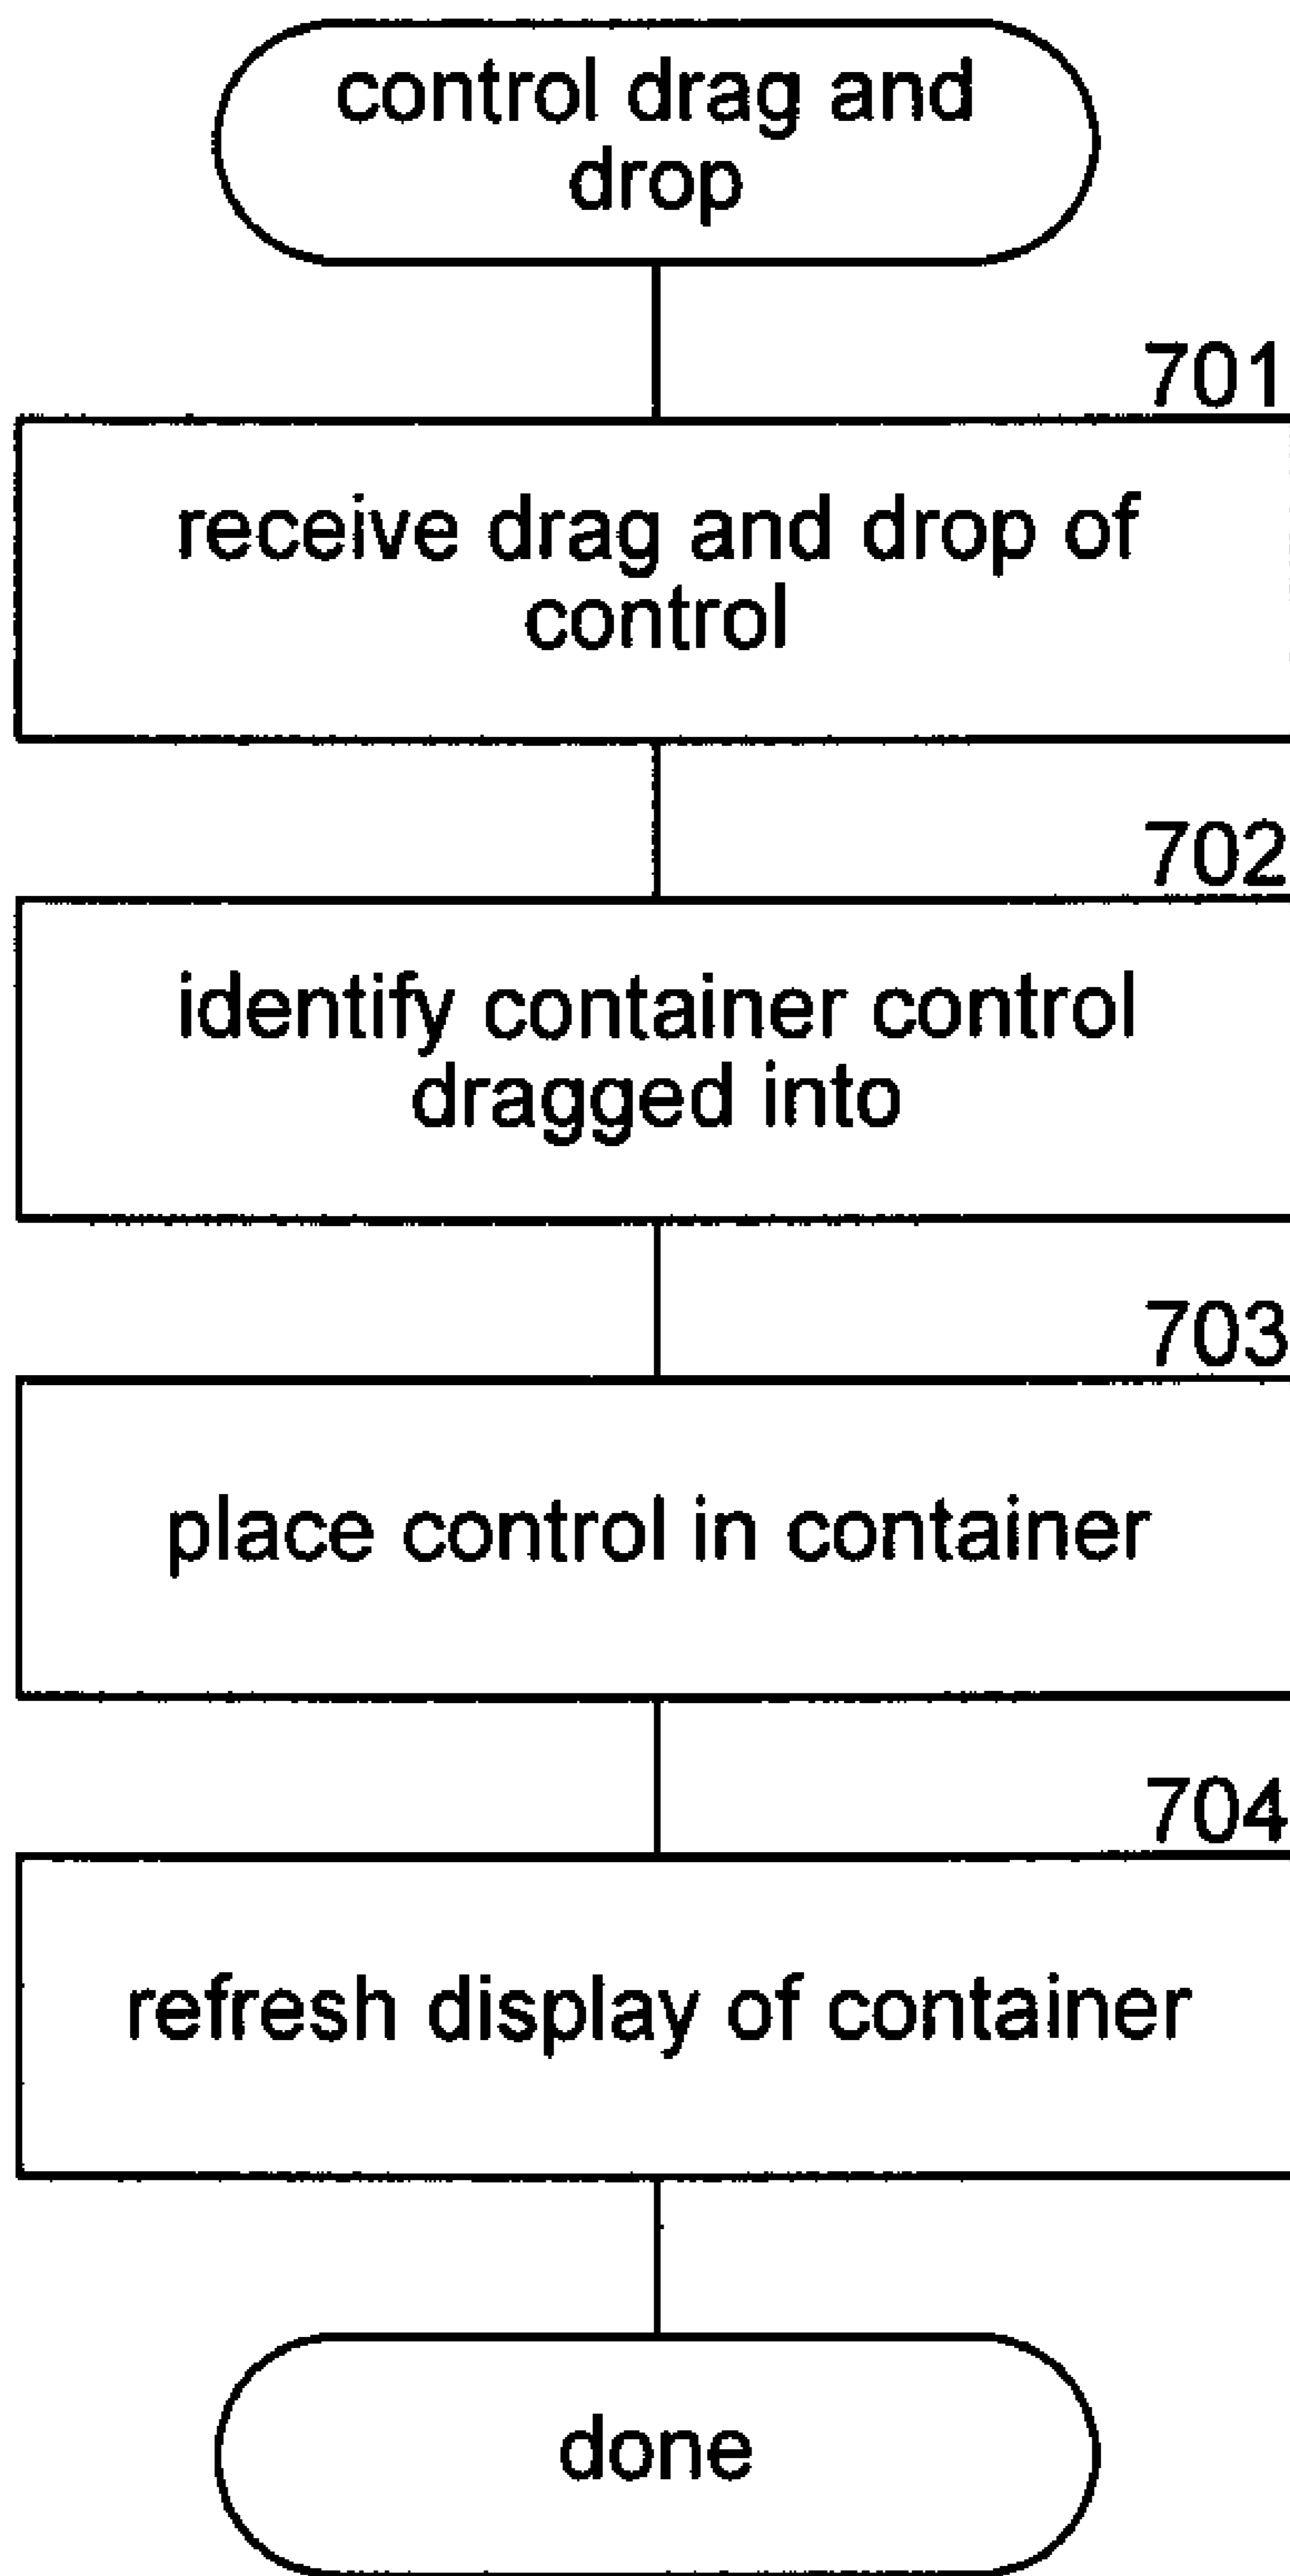 control drag and
drop
701
receive drag and drop of
control
702
identify container control
dragged into
703
place control in container
704
refresh display of container
done